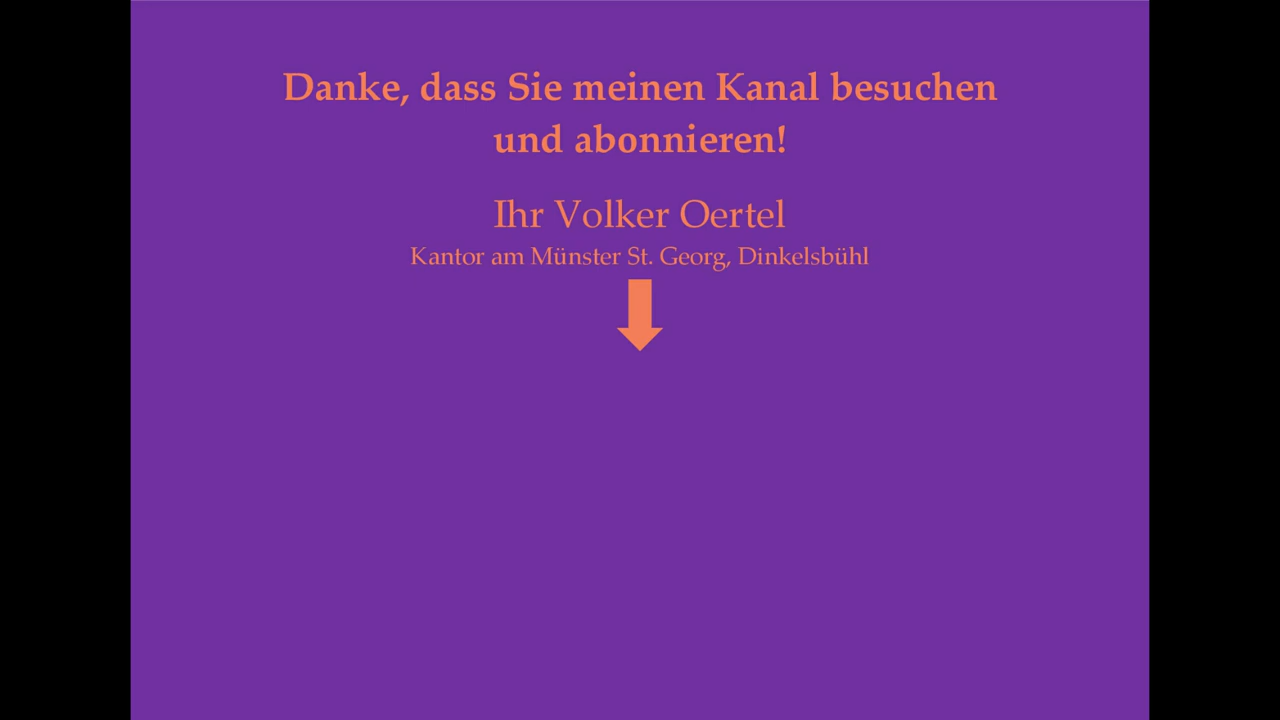 Danke, dass Sie meinen Kanal besuchen
und abonnieren!
Ihr Volker Oertel
Kantor am Münster St. Georg, Dinkelsbühl